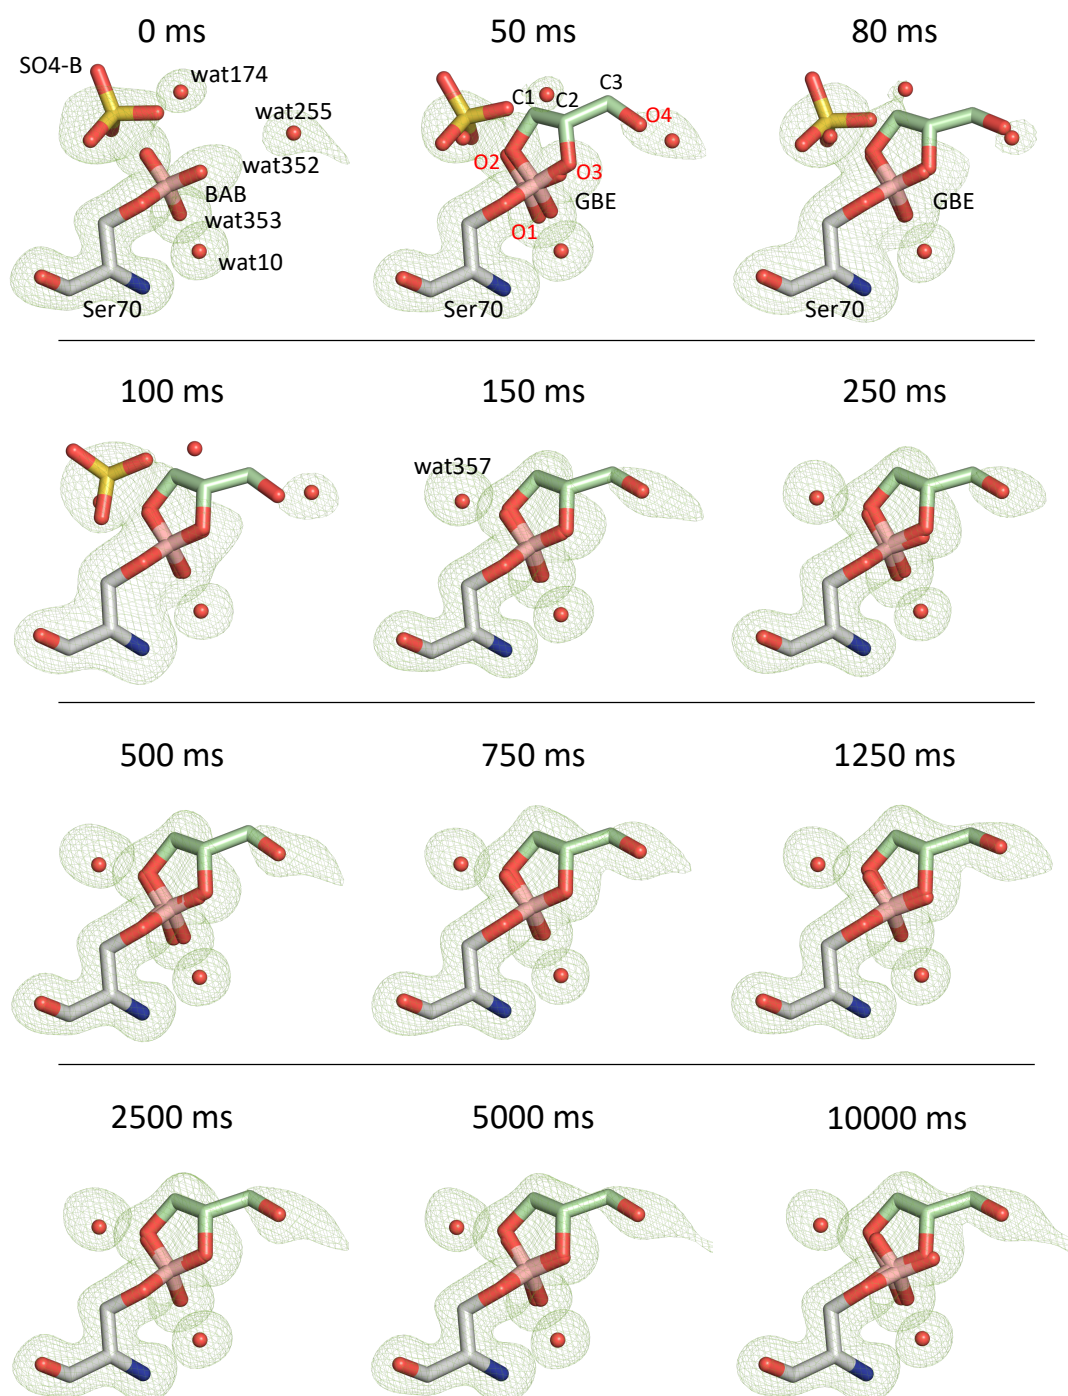 0 ms
50 ms
80 ms
SO4-B
wat174
wat255
wat352
BAB
wat353
wat10
Ser70
C1
C2
C3
O4
O2
O3
GBE
O1
Ser70
GBE
Ser70
100 ms
150 ms
250 ms
wat357
500 ms
750 ms
1250 ms
2500 ms
5000 ms
10000 ms